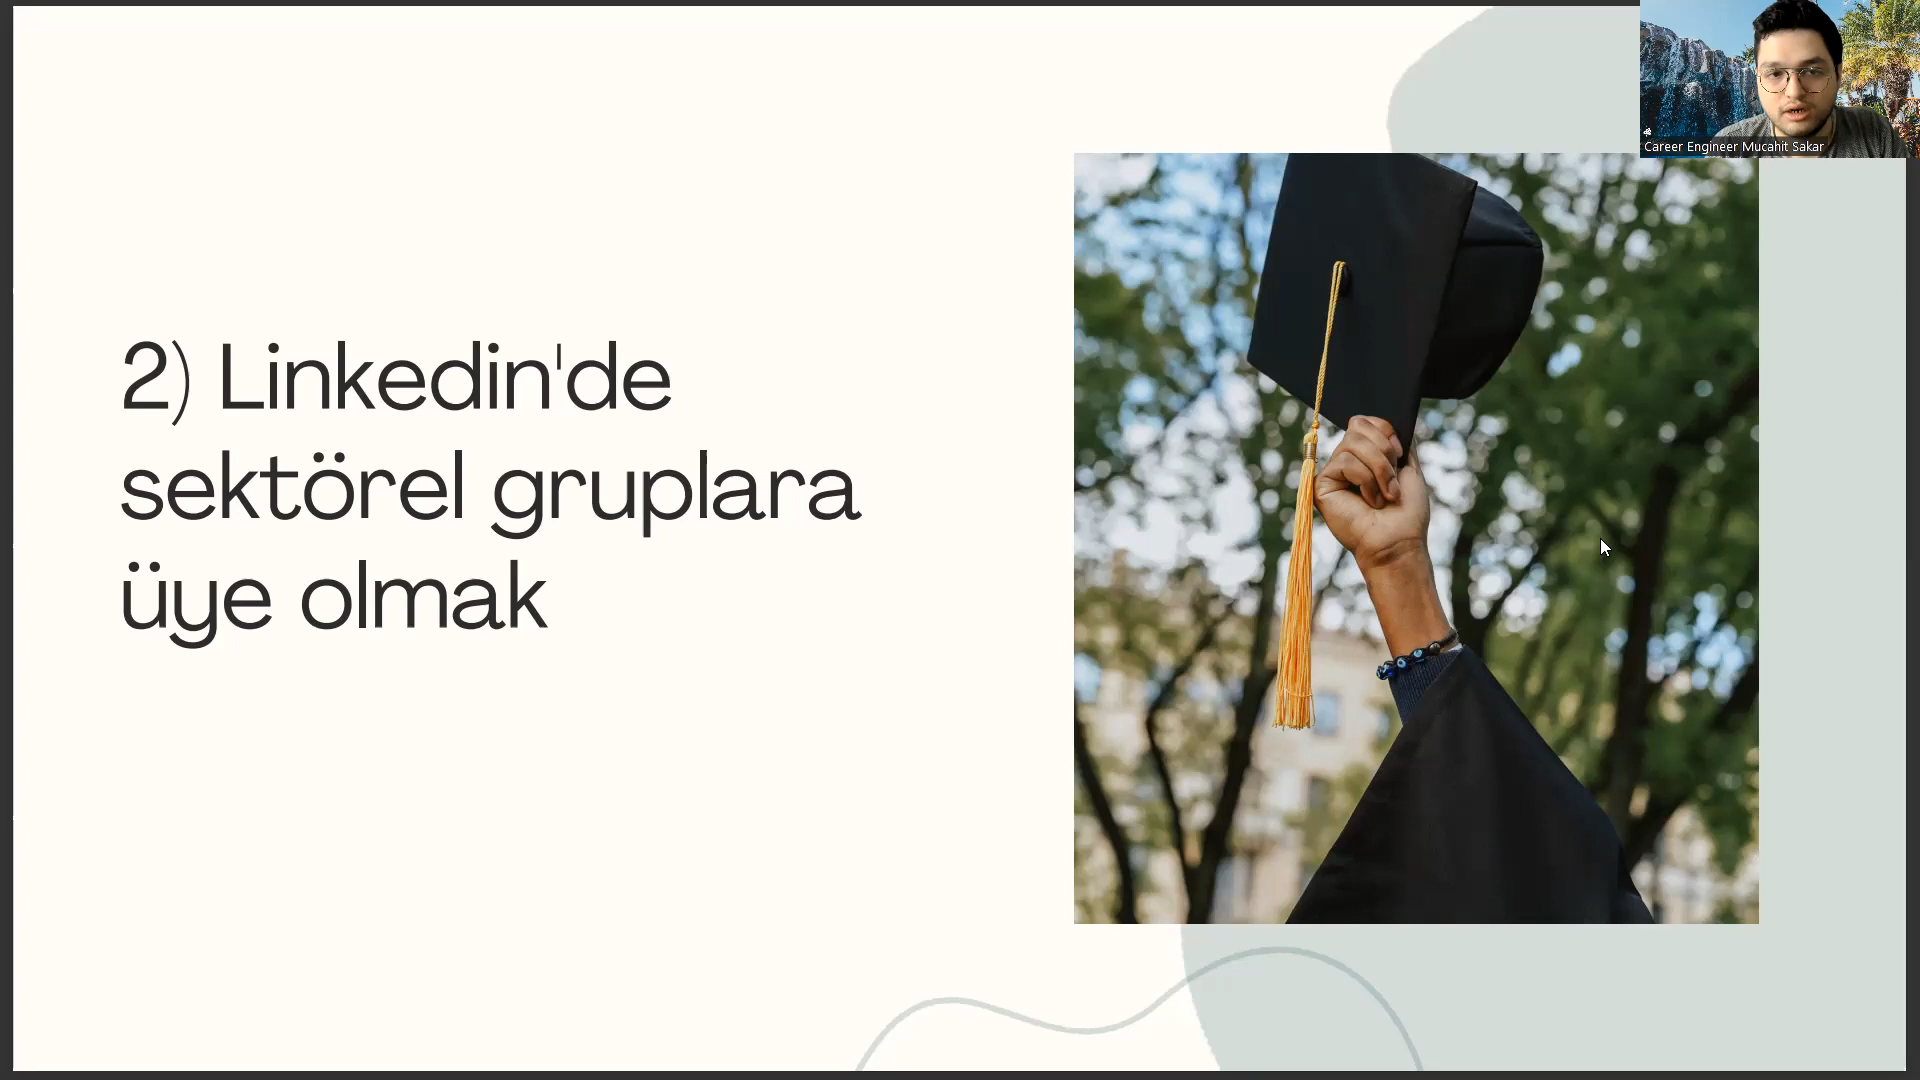 2) Linkedin'de
sektörel gruplara
üye olmak
Career Engineer Mucahit Sakar